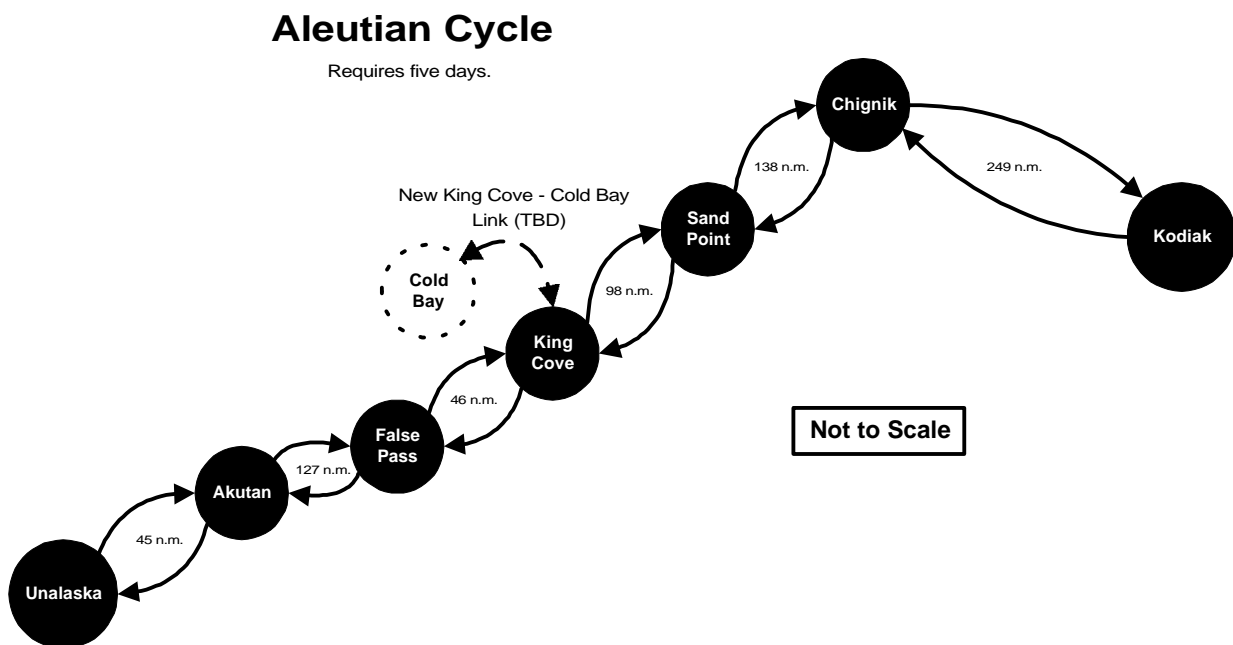 Aleutian Cycle
Requires five days.
Chignik
138 n.m.
249 n.m.
New King Cove - Cold Bay
Link (TBD)
Sand
Point
Kodiak
Cold
Bay
98 n.m.
King
Cove
46 n.m.
Not to Scale
False
Pass
127 n.m.
Akutan
45 n.m.
Unalaska